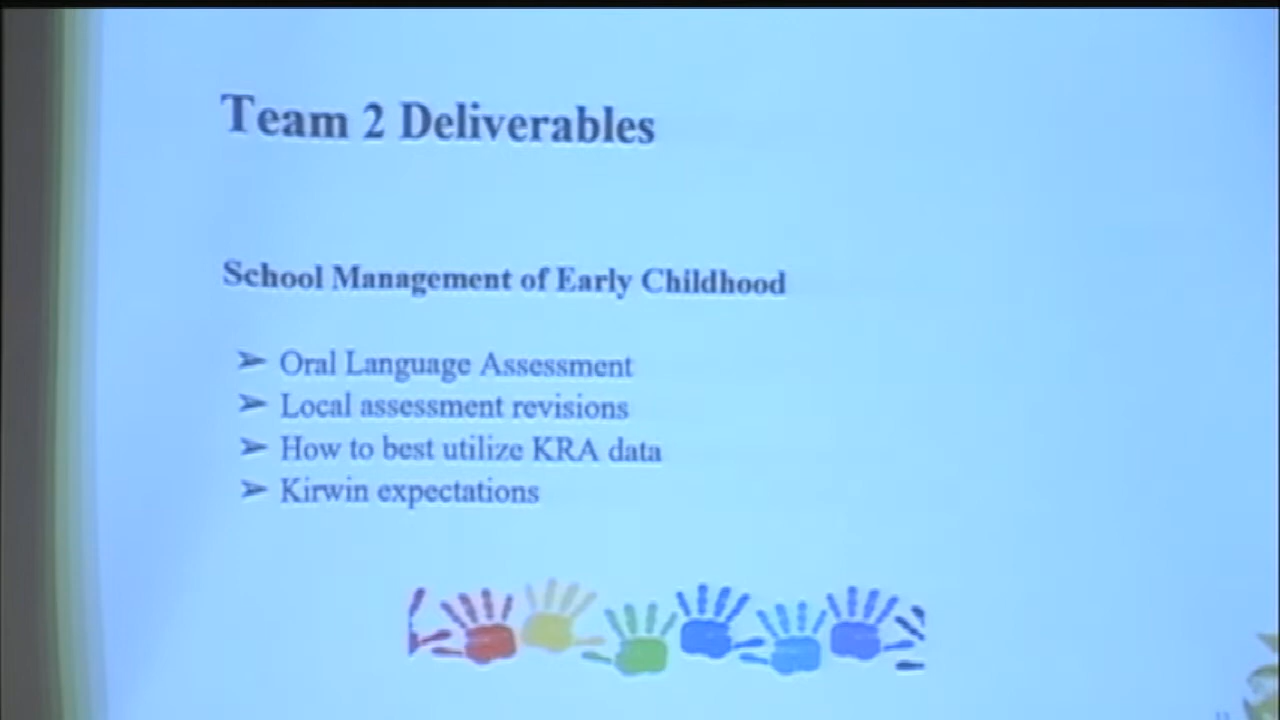 Team 2 Deliverables
School Management of Early Childhood
➢ Oral Language Assessment
➢ Local assessment revisions
➢ How to best utilize KRA data
➢ Kirwin expectations